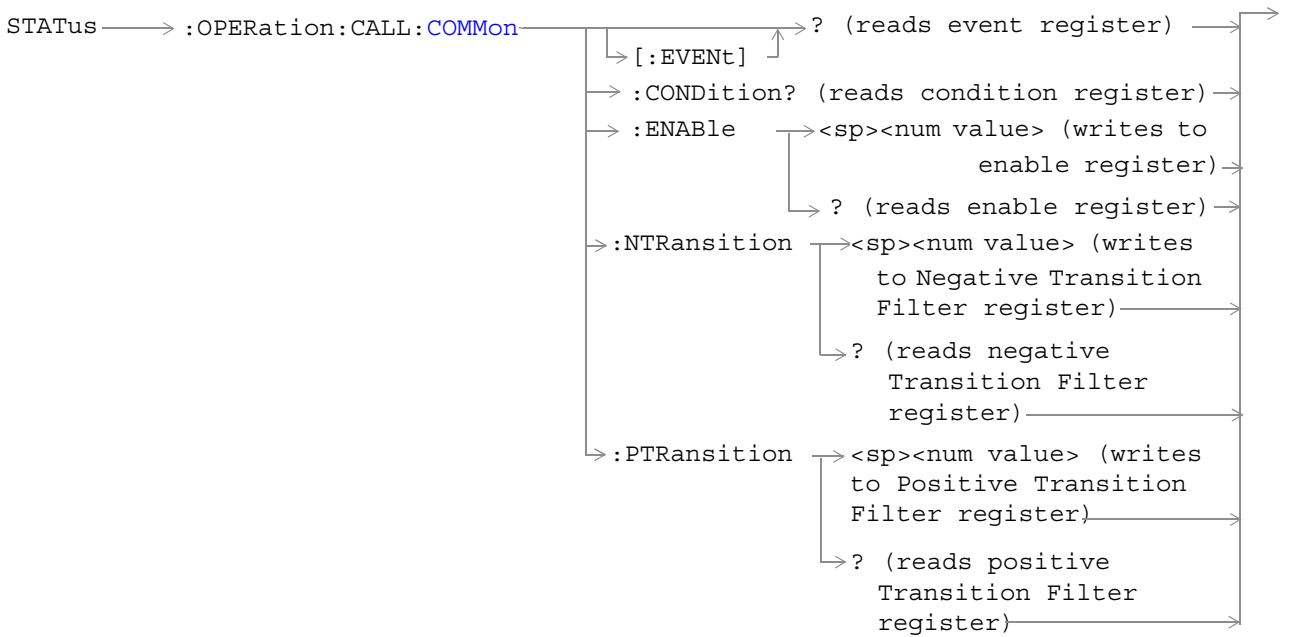 STATus :OPERation:CALL:COMMon ? (reads event register)
[:EVENt]
:CONDition? (reads condition register)
:ENABle <sp><num value> (writes to
enable register)
? (reads enable register)
:NTRansition <sp><num value> (writes
to Negative Transition
Filter register)
? (reads negative
Transition Filter
register)
:PTRansition <sp><num value> (writes
to Positive Transition
Filter register)
? (reads positive
Transition Filter
register)